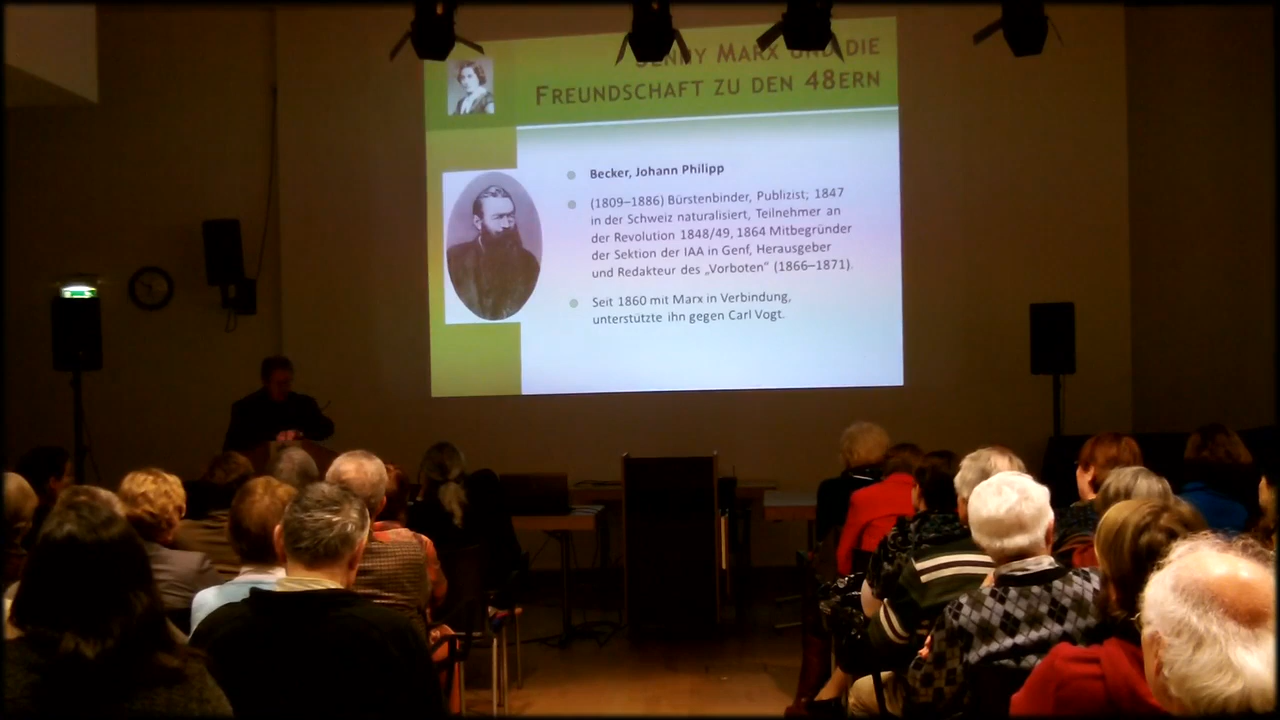 JENNY MARX UND DIE
FREUNDSCHAFT ZU DEN 48ERN
Becker, Johann Philipp
(1809–1886) Bürstenbinder, Publizist; 1847
in der Schweiz naturalisiert, Teilnehmer an
der Revolution 1848/49, 1864 Mitbegründer
der Sektion der IAA in Genf, Herausgeber
und Redakteur des „Vorboten“ (1866–1871).
Seit 1860 mit Marx in Verbindung,
unterstützte ihn gegen Carl Vogt.